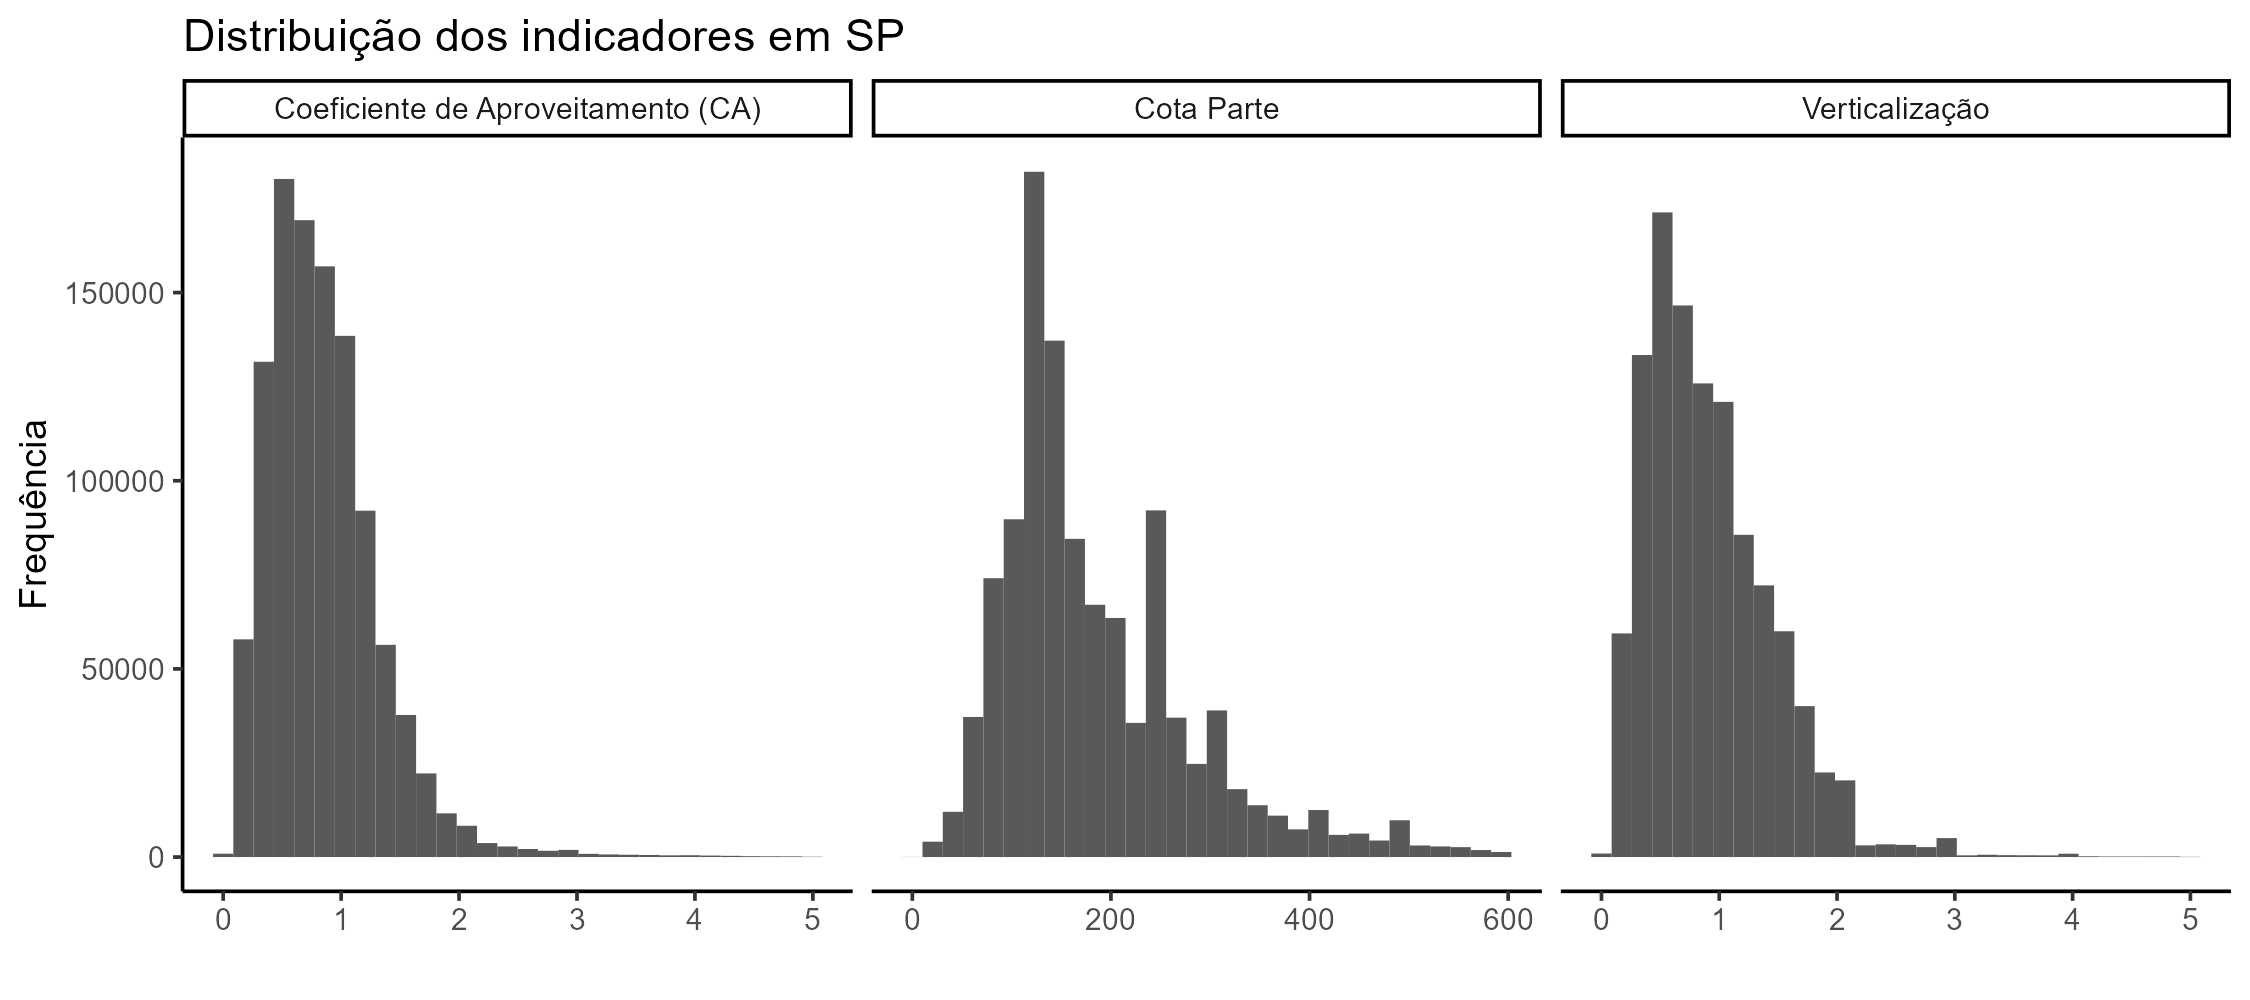 Distribuição dos indicadores em SP
Coeficiente de Aproveitamento (CA)
Cota Parte
Verticalização
Frequência
150000
100000
50000
0
0 1 2 3 4 5
0 200 400 600
0 1 2 3 4 5